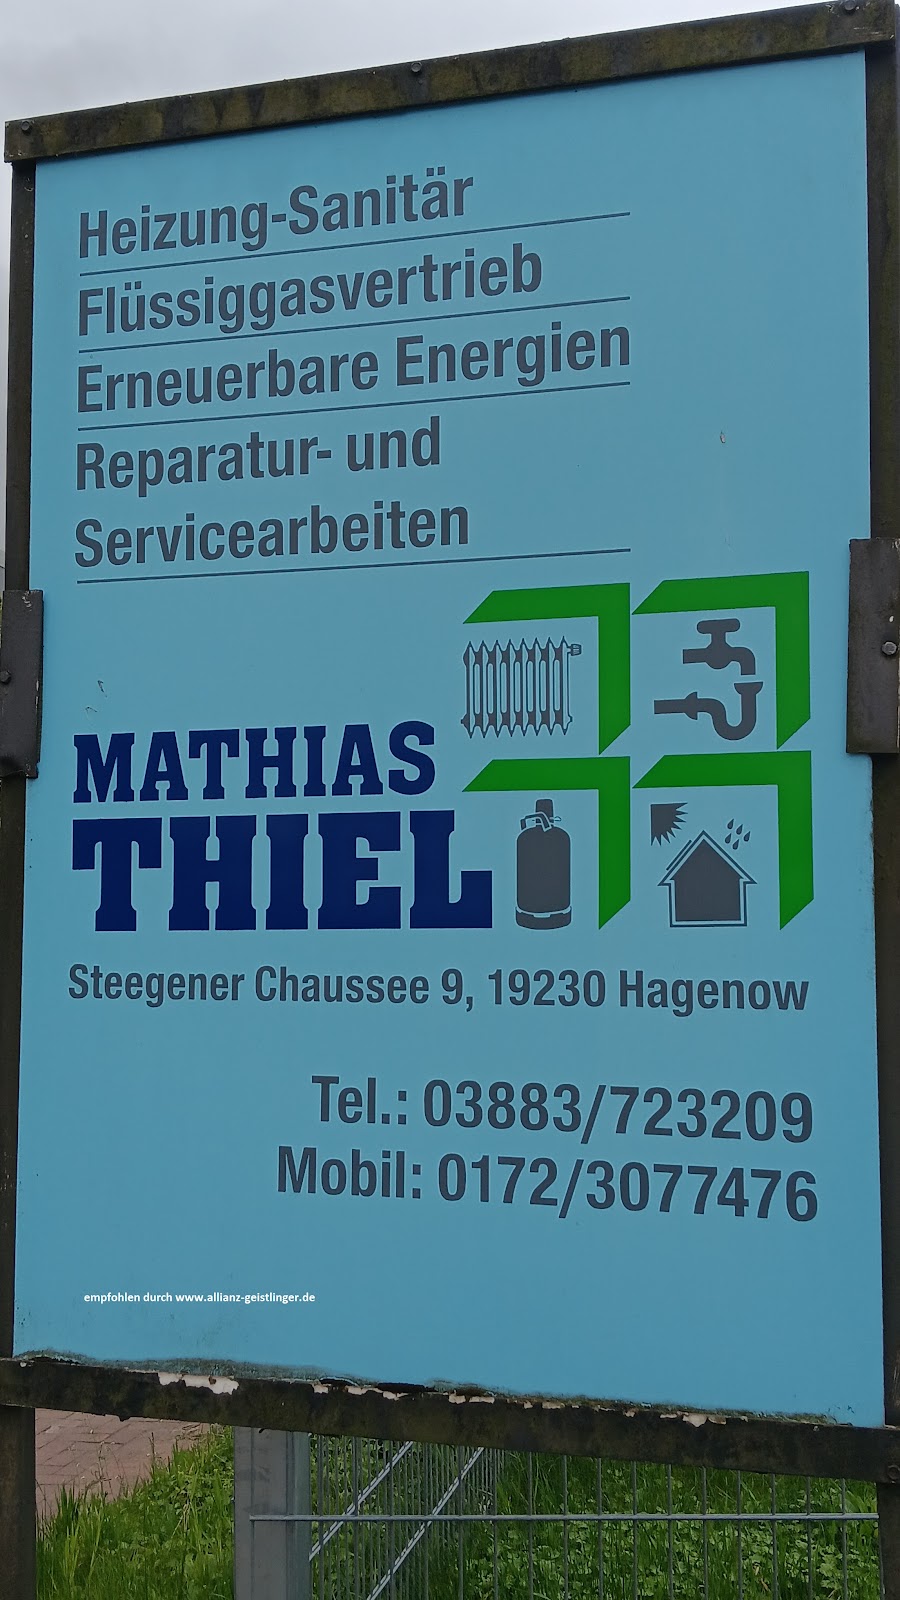 Heizung-Sanitär
Flüssiggasvertrieb
Erneuerbare Energien
Reparatur- und
Servicearbeiten
MATHIAS
THIEL
Steegener Chaussee 9, 19230 Hagenow
Tel.: 03883/723209
Mobil: 0172/3077476
empfohlen durch www.allianz-geistlinger.de